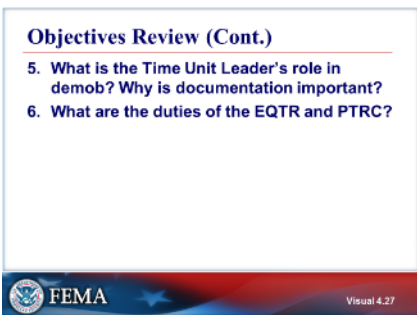 Objectives Review (Cont.)
5. What is the Time Unit Leader's role in
demob? Why is documentation important?
6. What are the duties of the EQTR and PTRC?
FEMA
Visual 4.27